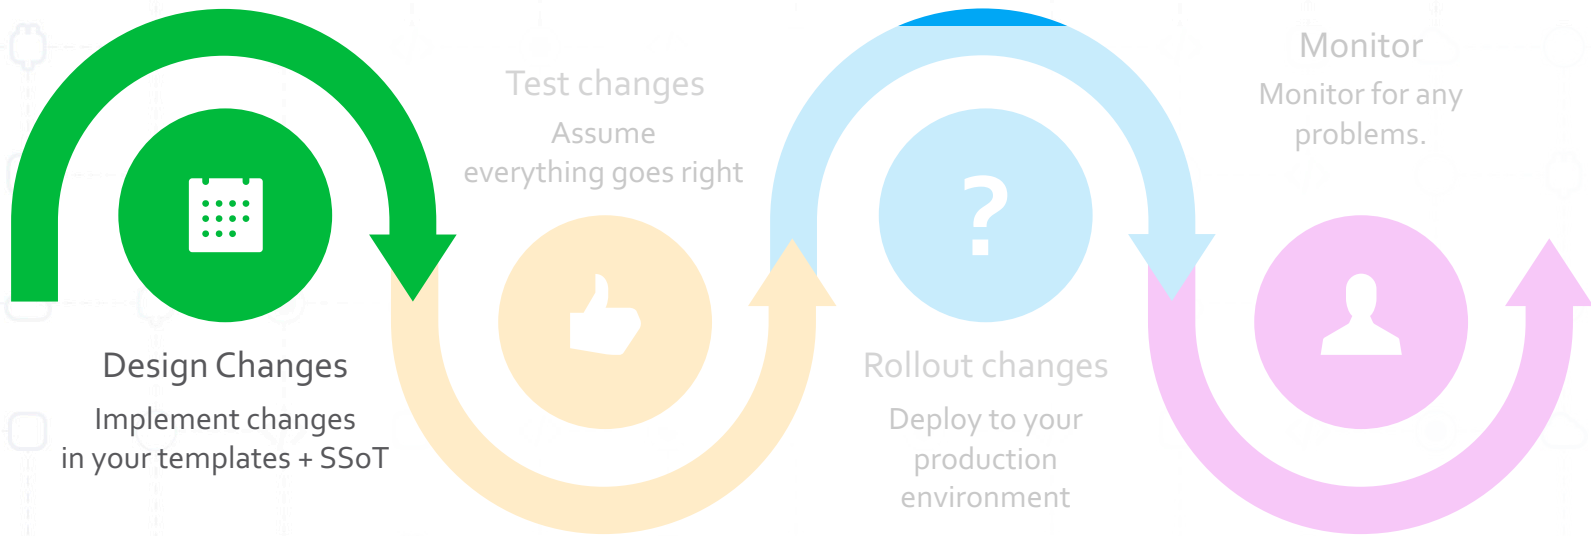 Design Changes
Implement changes
in your templates + SSoT
Test changes
Assume
everything goes right
?
Rollout changes
Deploy to your
production
environment
Monitor
Monitor for any
problems.